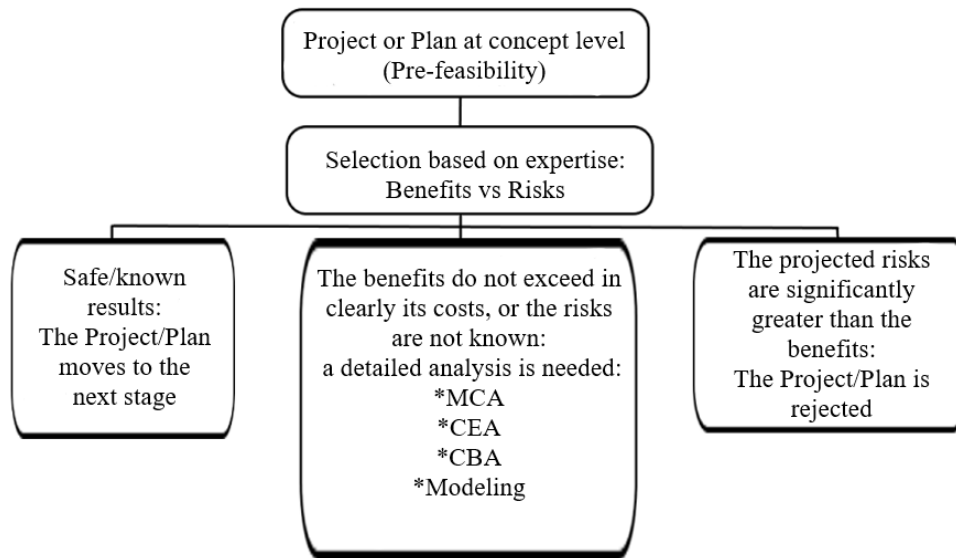 Project or Plan at concept level
(Pre-feasibility)
Selection based on expertise:
Benefits vs Risks
Safe/known
results:
The Project/Plan
moves to the
next stage
The benefits do not exceed in
clearly its costs, or the risks
are not known:
a detailed analysis is needed:
*MCA
*CEA
*CBA
*Modeling
The projected risks
are significantly
greater than the
benefits:
The Project/Plan is
rejected